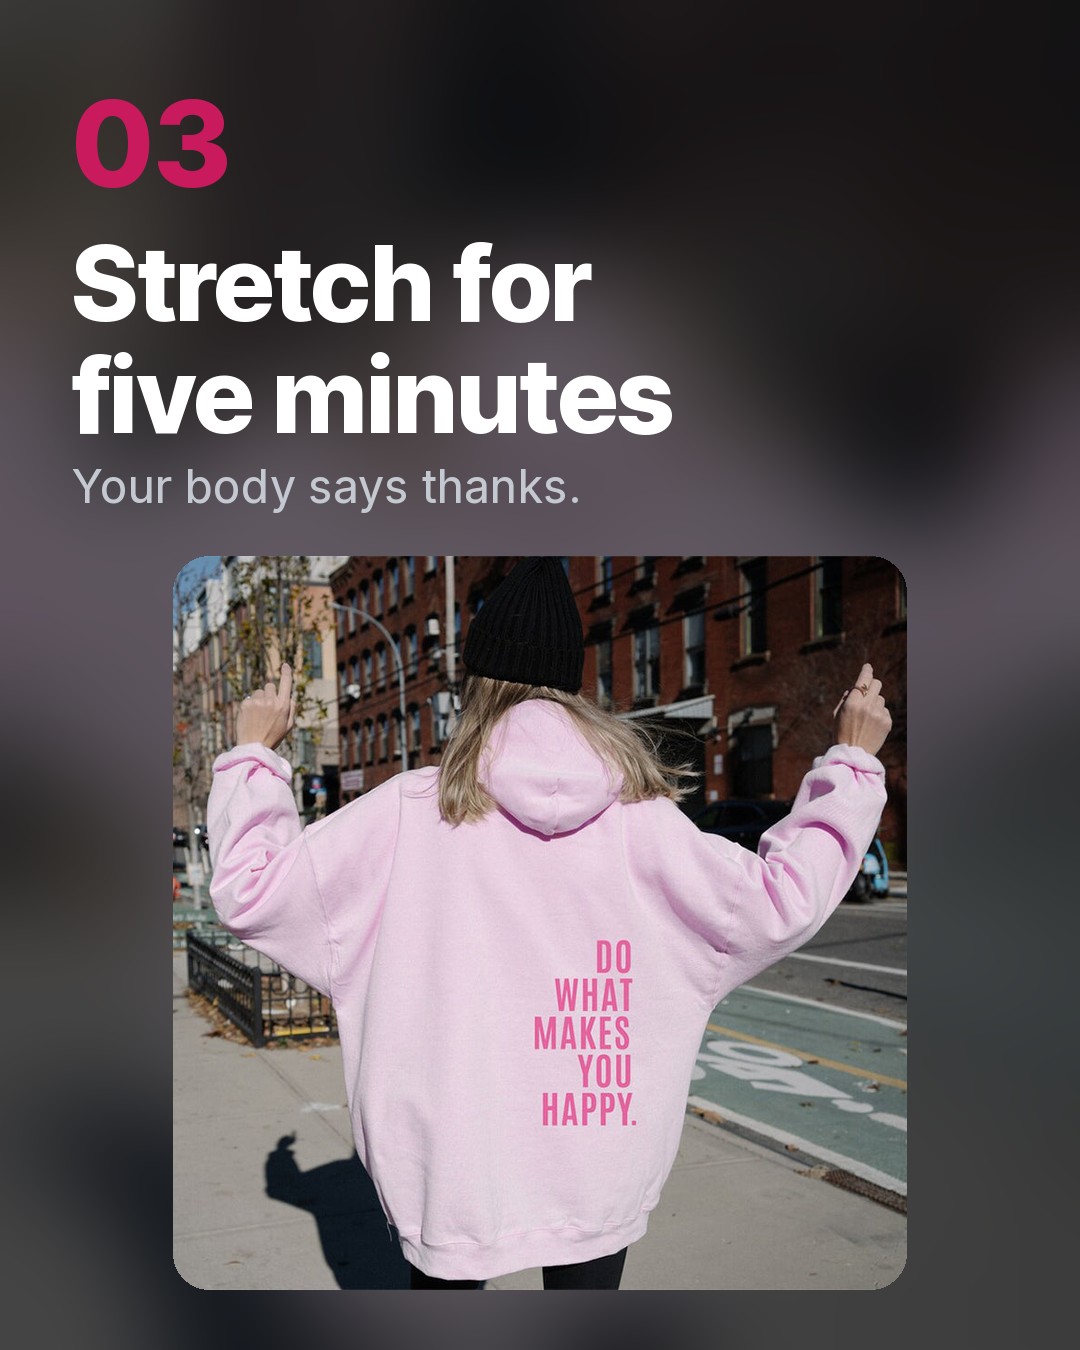 03
Stretch for
five minutes
Your body says thanks.
DO
WHAT
MAKES
YOU
HAPPY.